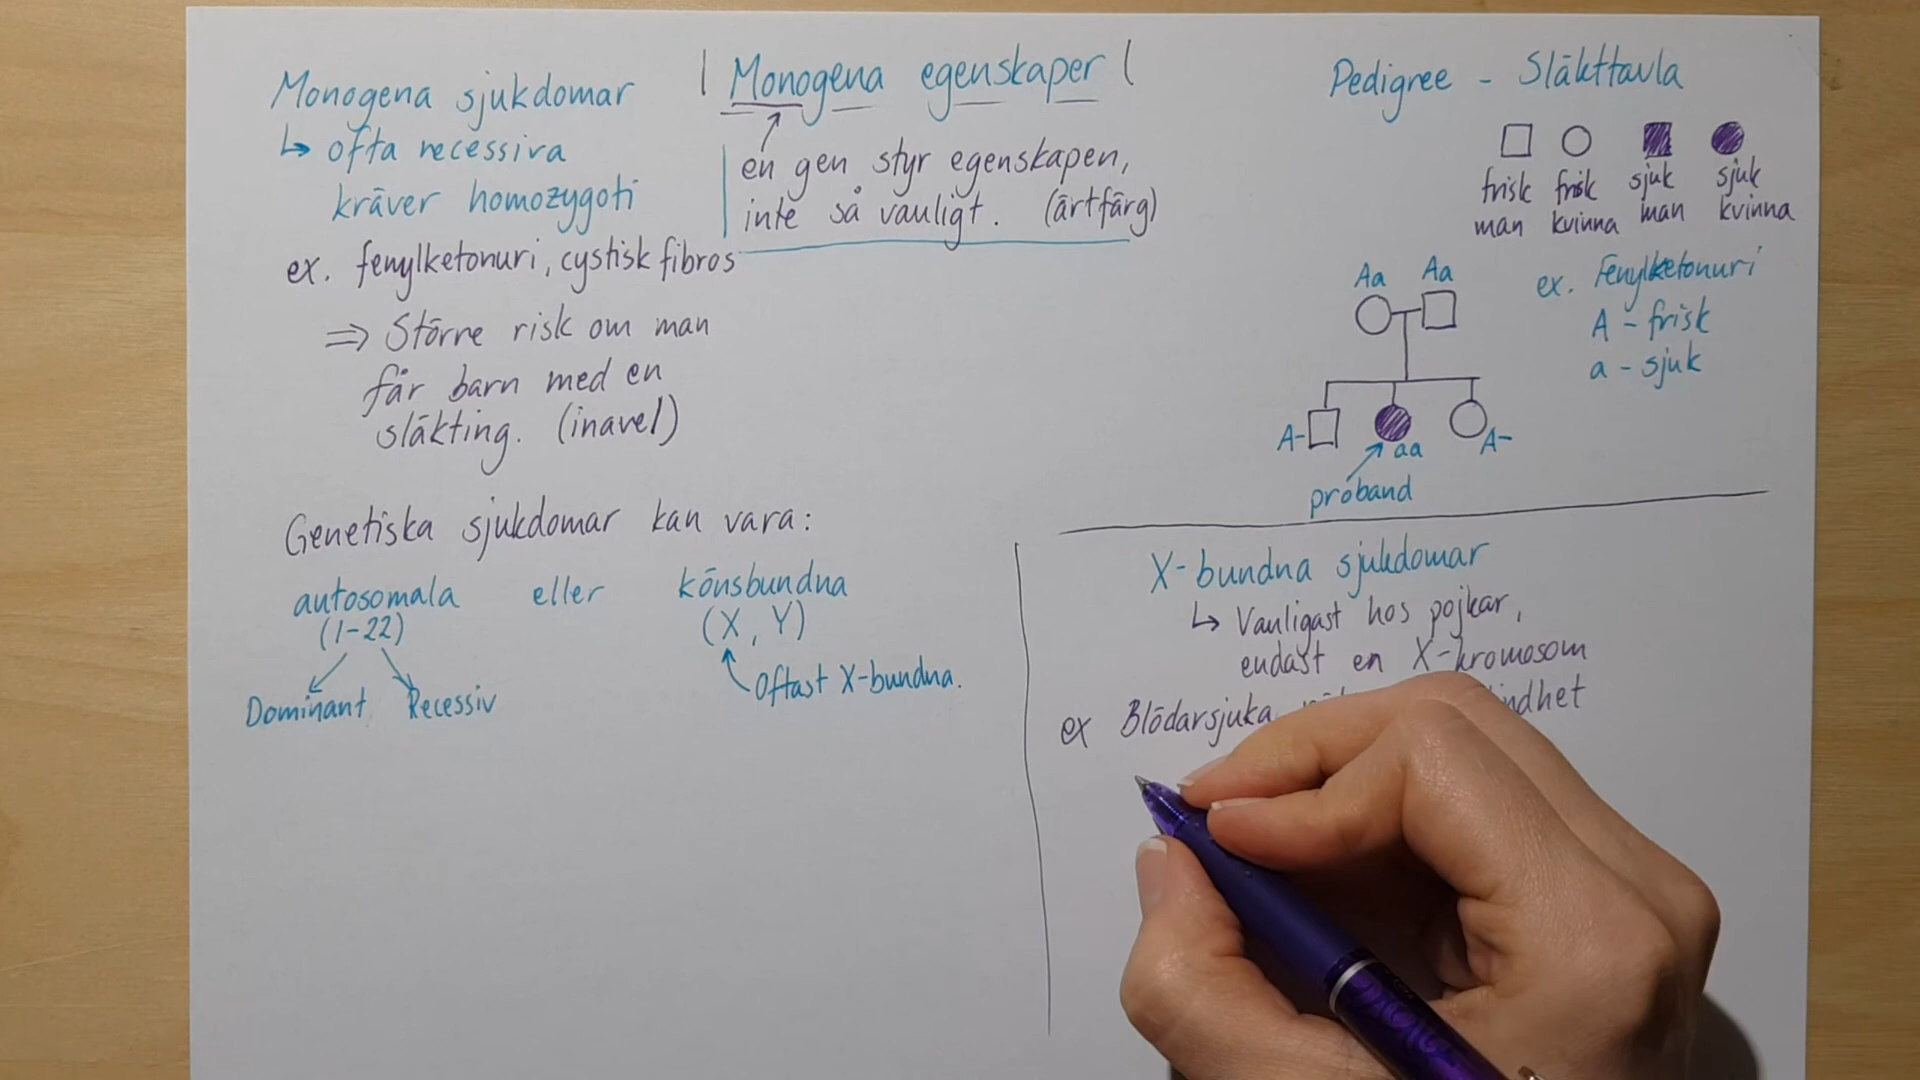 Monogena sjukdomar
↳ ofta recessiva
kräver homozygoti
ex. fenylketonuri, cystisk fibros
⇒ Större risk om man
får barn med en
släkting. (inavel)
Monogena egenskaper
en gen styr egenskapen,
inte så vanligt. (ärtfärg)
Pedigree - Släkttavla
frisk man
frisk kvinna
sjuk man
sjuk kvinna
Aa Aa
A- aa A-
proband
ex. Fenylketonuri
A - frisk
a - sjuk
Genetiska sjukdomar kan vara:
autosomala eller könsbundna
(1-22) (X, Y)
Dominant Recessiv
Oftast X-bundna.
X-bundna sjukdomar
↳ Vanligast hos pojkar,
endast en X-kromosom
ex Blödarsjuka